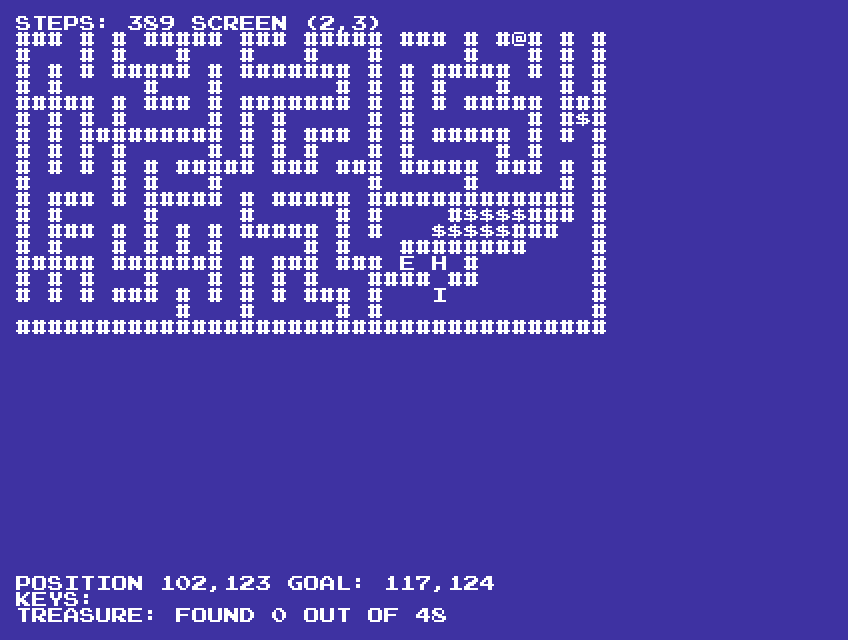 STEPS: 389 SCREEN (2,3)
E H
I
POSITION 102,123 GOAL: 117,124
KEYS:
TREASURE: FOUND 0 OUT OF 48